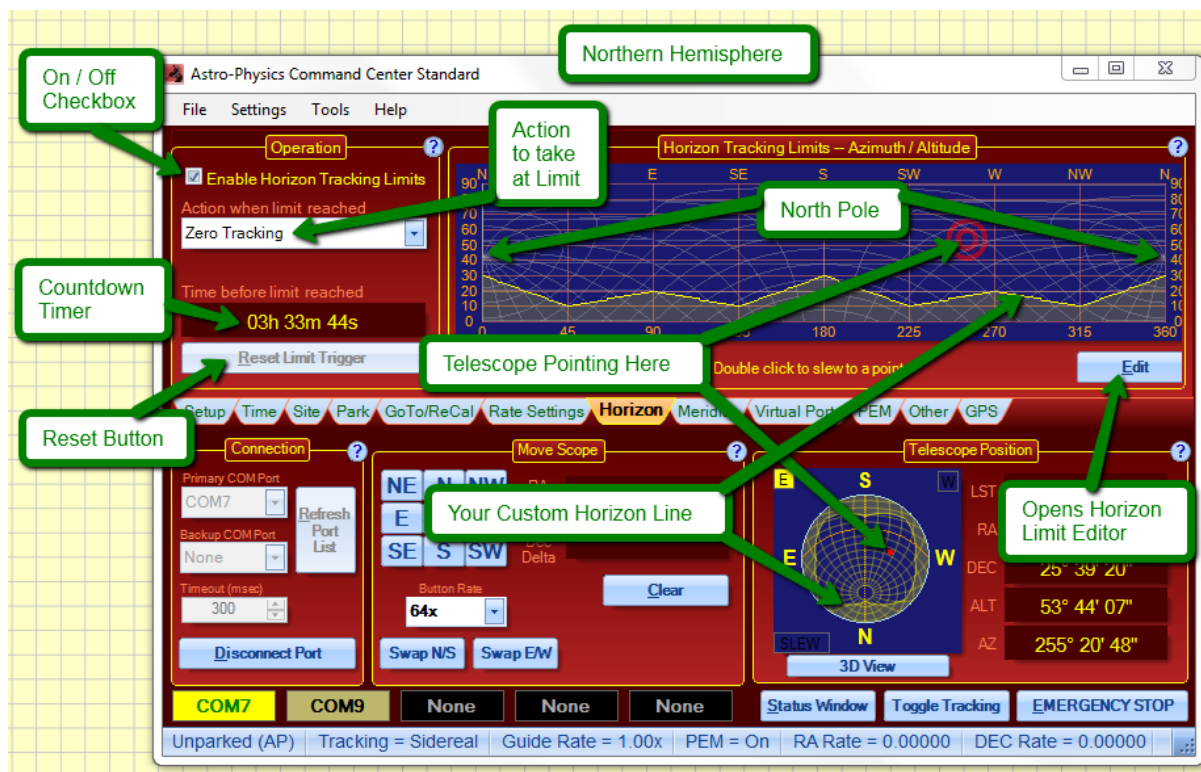 Northern Hemisphere
On / Off
Checkbox
Astro-Physics Command Center Standard
File Settings Tools Help
Action
to take
at Limit
Operation
?
Enable Horizon Tracking Limits
Action when limit reached
Zero Tracking
Countdown
Timer
Time before limit reached
03h 33m 44s
Reset Limit Trigger
Reset Button
Horizon Tracking Limits -- Azimuth / Altitude
?
N E SE S SW W NW N
90
70
60
50
40
30
20
10
0
0 45 90 180 225 270 315 360
North Pole
Telescope Pointing Here
Double click to slew to a point
Edit
Setup Time Site Park GoTo/ReCal Rate Settings Horizon Virtual Port PEM Other GPS
Connection
?
Primary COM Port
COM7
Backup COM Port
None
Refresh
Port
List
Timeout (msec)
300
Disconnect Port
Move Scope
?
NE N NW
E
SE S SW
Your Custom Horizon Line
Delta
Button Rate
64x
Clear
Swap N/S Swap E/W
Telescope Position
?
E S W
E W
N
SLEW
3D View
LST
RA
Opens Horizon
Limit Editor
DEC 25° 39' 20"
ALT 53° 44' 07"
AZ 255° 20' 48"
COM7 COM9 None None None
Status Window Toggle Tracking EMERGENCY STOP
Unparked (AP) Tracking = Sidereal Guide Rate = 1.00x PEM = On RA Rate = 0.00000 DEC Rate = 0.00000